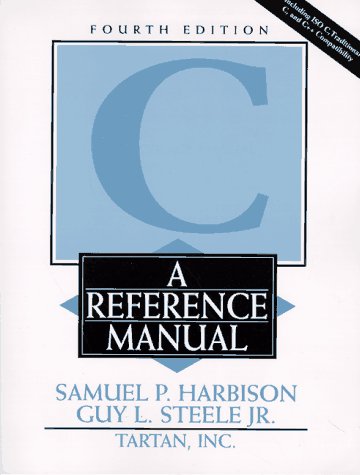 FOURTH EDITION
Including ISO C, Traditional
C, and C++ Compatibility
C
A
REFERENCE
MANUAL
SAMUEL P. HARBISON
GUY L. STEELE JR.
TARTAN, INC.